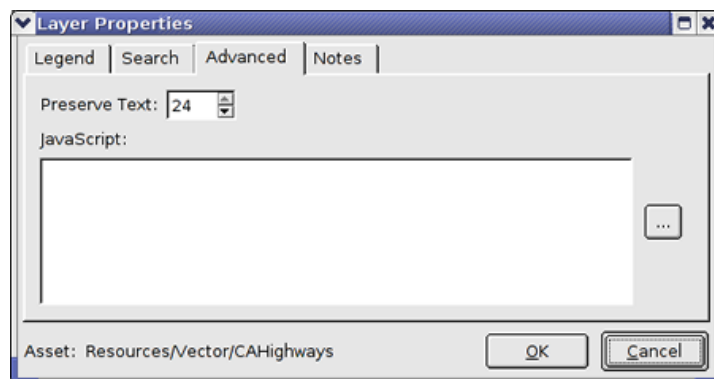 Layer Properties
Legend Search Advanced Notes
Preserve Text: 24
JavaScript:
...
Asset: Resources/Vector/CAHighways OK Cancel